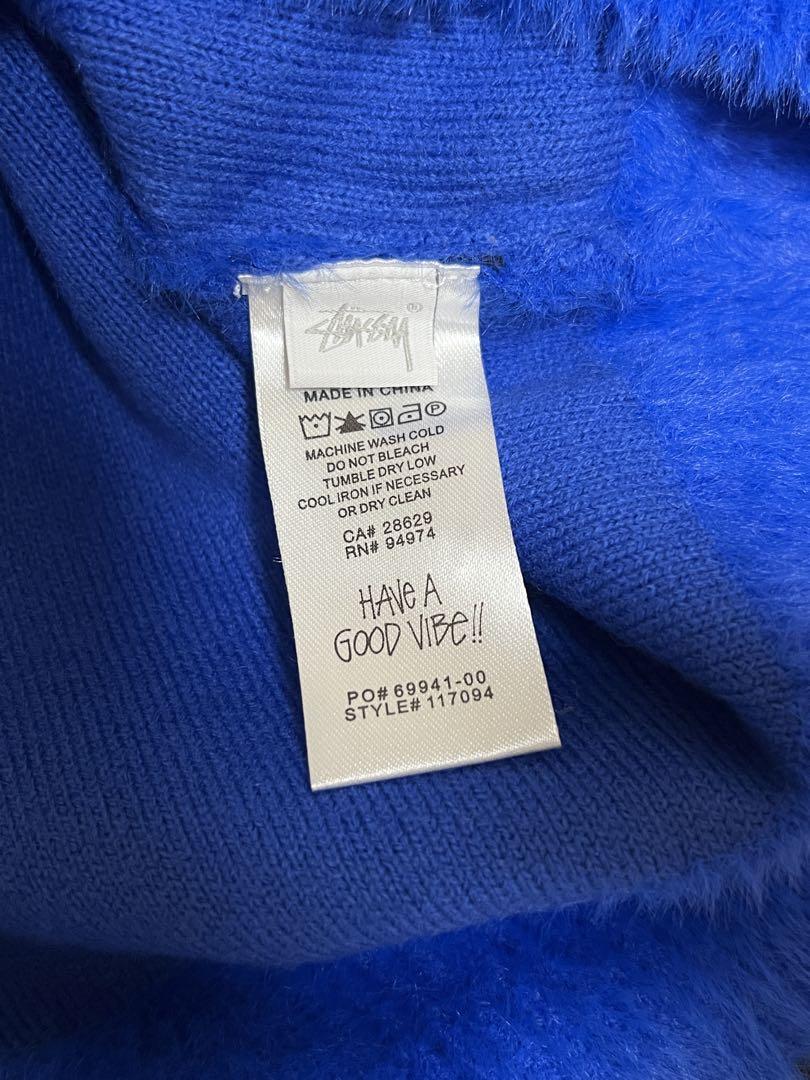 Stüssy ®
MADE IN CHINA
P
MACHINE WASH COLD
DO NOT BLEACH
TUMBLE DRY LOW
COOL IRON IF NECESSARY
OR DRY CLEAN
CA# 28629
RN# 94974
HAVE A
GOOD VIBE!!
PO# 69941-00
STYLE# 117094